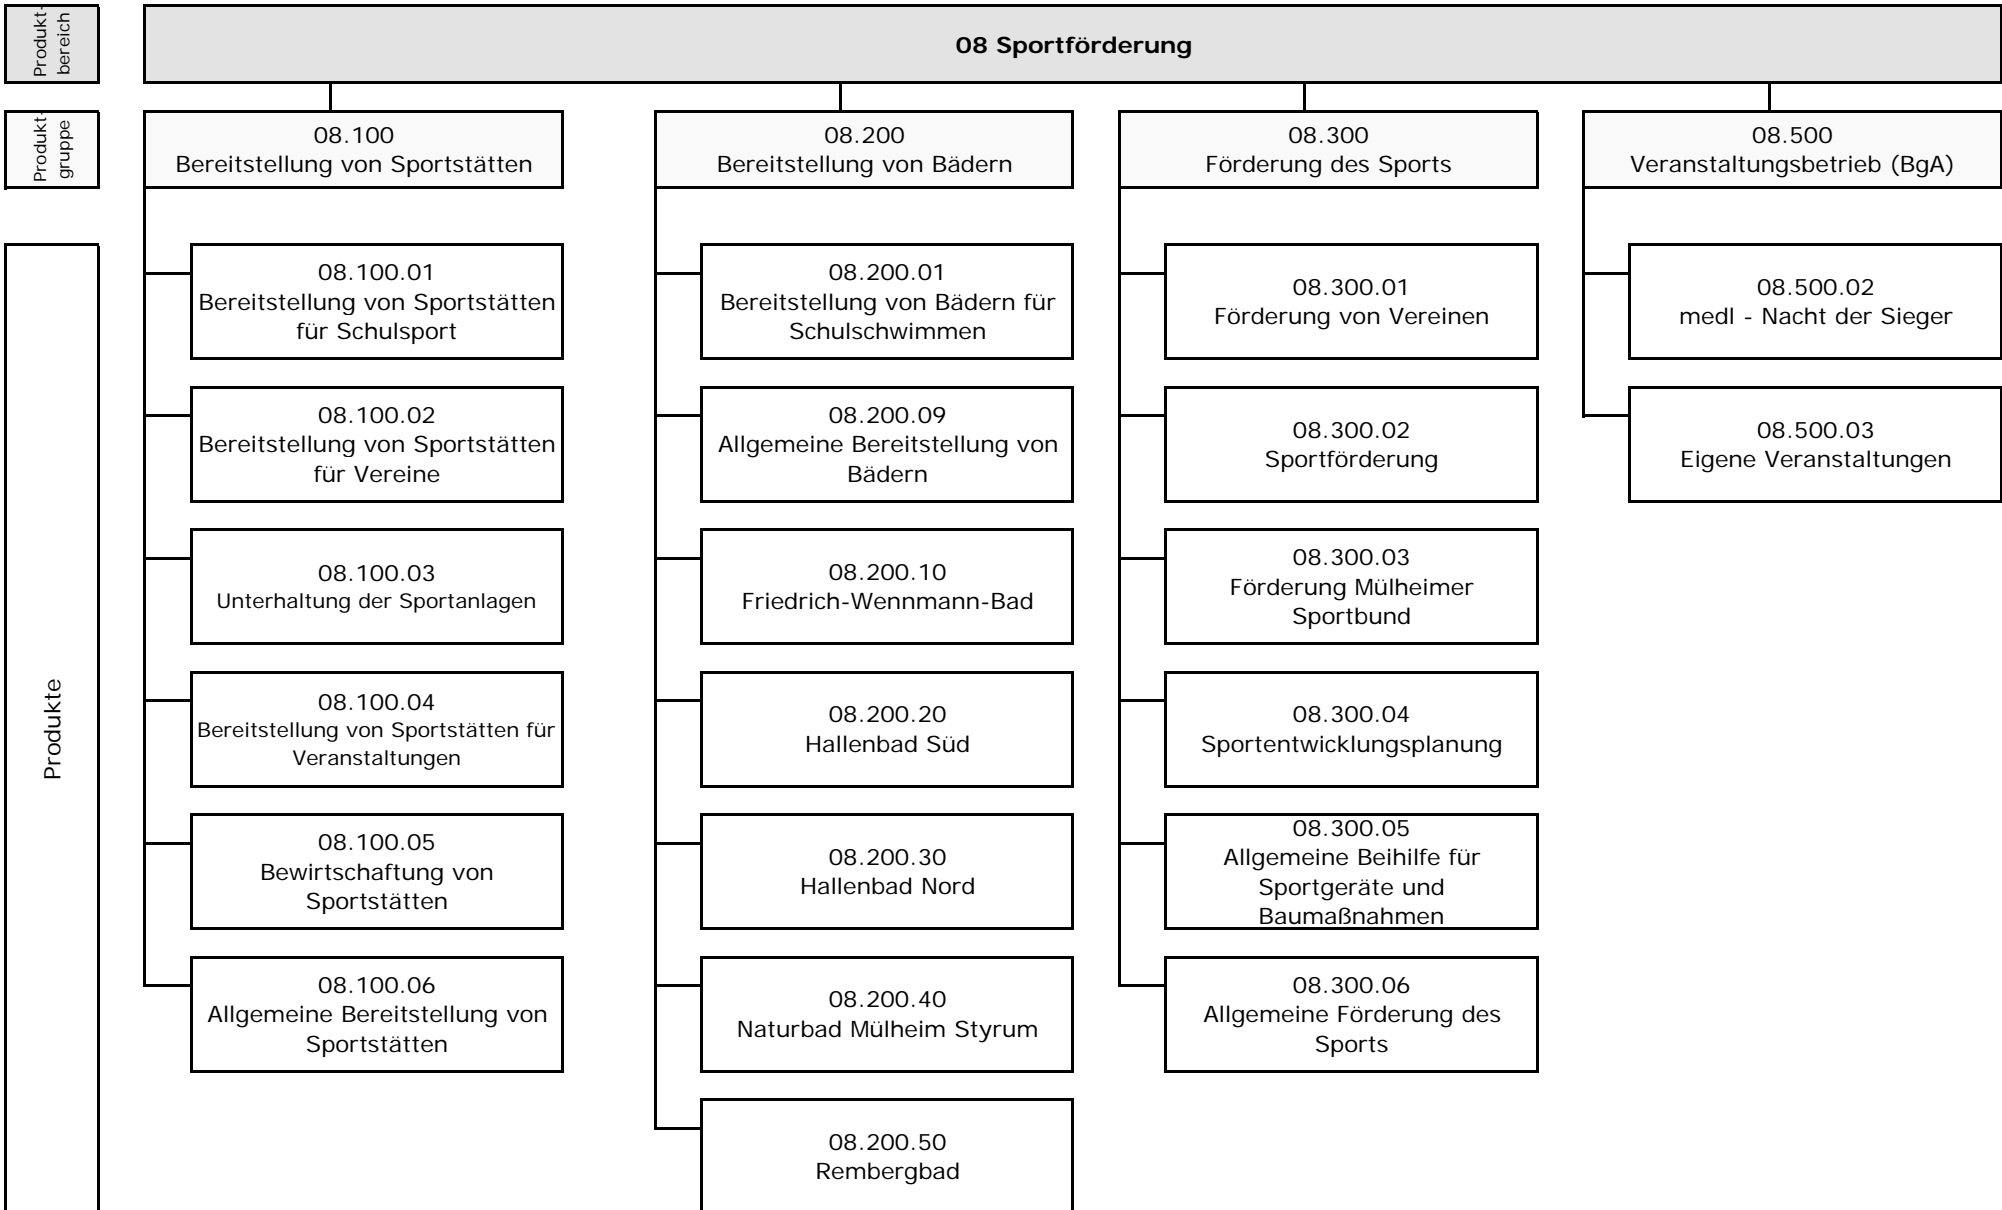 Produkt-
bereich
08 Sportförderung
Produkt-
gruppe
08.100
Bereitstellung von Sportstätten
08.200
Bereitstellung von Bädern
08.300
Förderung des Sports
08.500
Veranstaltungsbetrieb (BgA)
Produkte
08.100.01
Bereitstellung von Sportstätten
für Schulsport
08.100.02
Bereitstellung von Sportstätten
für Vereine
08.100.03
Unterhaltung der Sportanlagen
08.100.04
Bereitstellung von Sportstätten für
Veranstaltungen
08.100.05
Bewirtschaftung von
Sportstätten
08.100.06
Allgemeine Bereitstellung von
Sportstätten
08.200.01
Bereitstellung von Bädern für
Schulschwimmen
08.200.09
Allgemeine Bereitstellung von
Bädern
08.200.10
Friedrich-Wennmann-Bad
08.200.20
Hallenbad Süd
08.200.30
Hallenbad Nord
08.200.40
Naturbad Mülheim Styrum
08.200.50
Rembergbad
08.300.01
Förderung von Vereinen
08.300.02
Sportförderung
08.300.03
Förderung Mülheimer
Sportbund
08.300.04
Sportentwicklungsplanung
08.300.05
Allgemeine Beihilfe für
Sportgeräte und
Baumaßnahmen
08.300.06
Allgemeine Förderung des
Sports
08.500.02
medl - Nacht der Sieger
08.500.03
Eigene Veranstaltungen